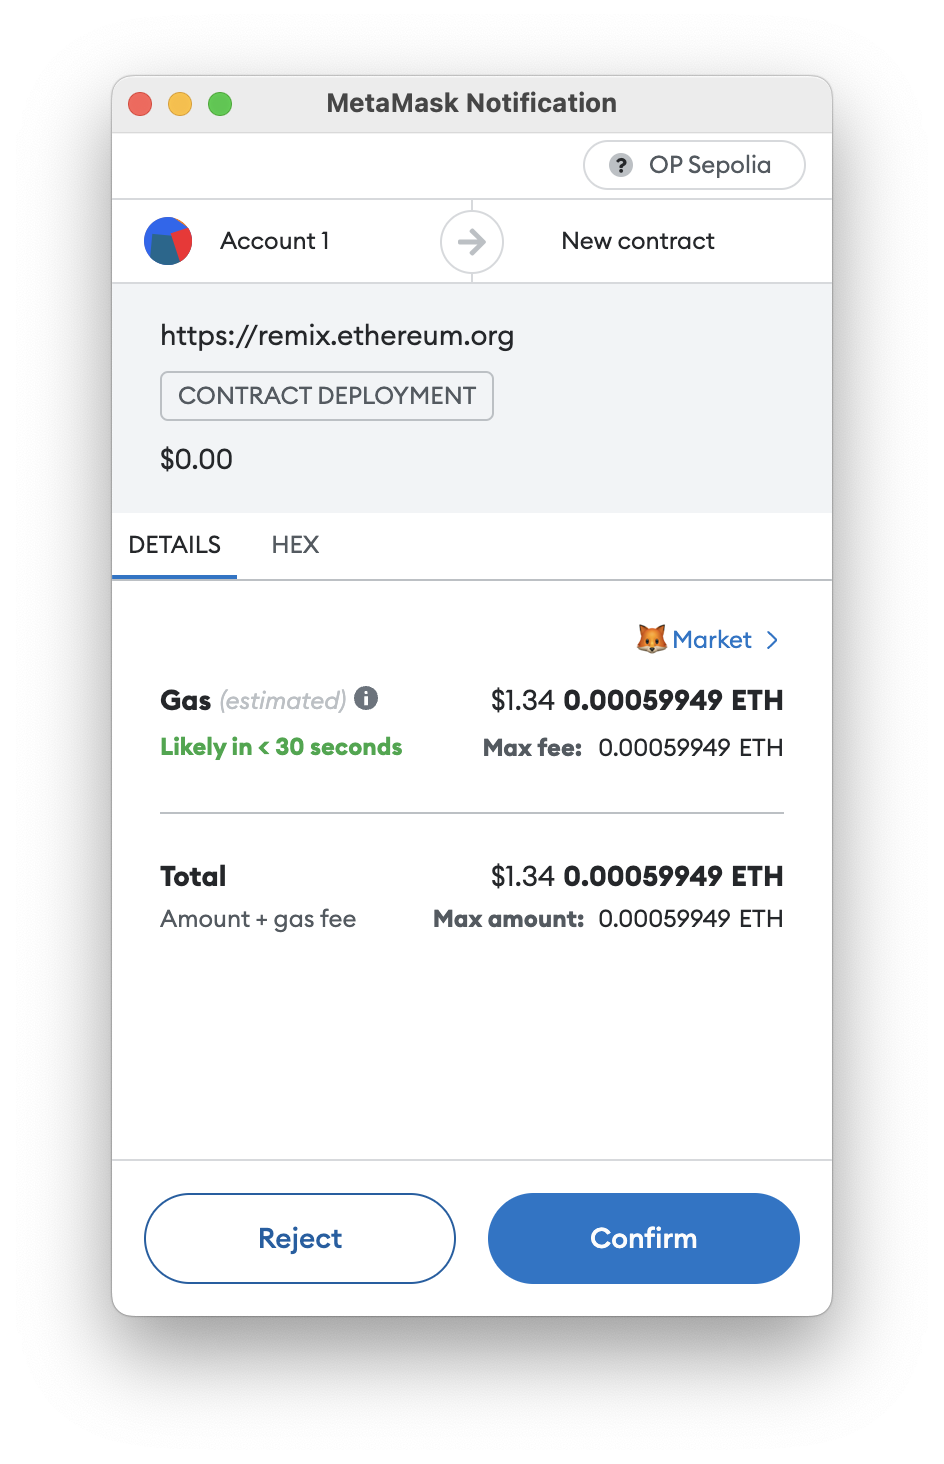 MetaMask Notification
? OP Sepolia
Account 1 New contract
https://remix.ethereum.org
CONTRACT DEPLOYMENT
$0.00
DETAILS HEX
Market
Gas (estimated) $1.34 0.00059949 ETH
Likely in < 30 seconds Max fee: 0.00059949 ETH
Total $1.34 0.00059949 ETH
Amount + gas fee Max amount: 0.00059949 ETH
Reject Confirm